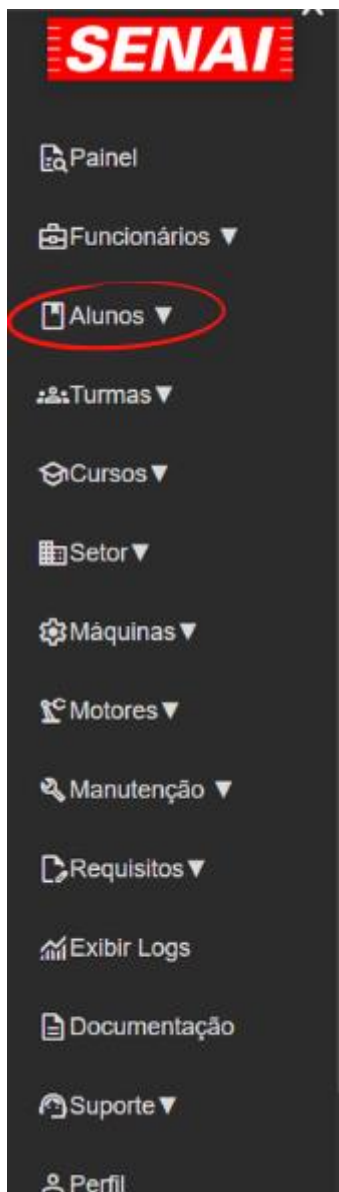 SENAI
Painel
Funcionários ▼
Alunos ▼
Turmas ▼
Cursos ▼
Setor ▼
Máquinas ▼
Motores ▼
Manutenção ▼
Requisitos ▼
Exibir Logs
Documentação
Suporte ▼
Perfil